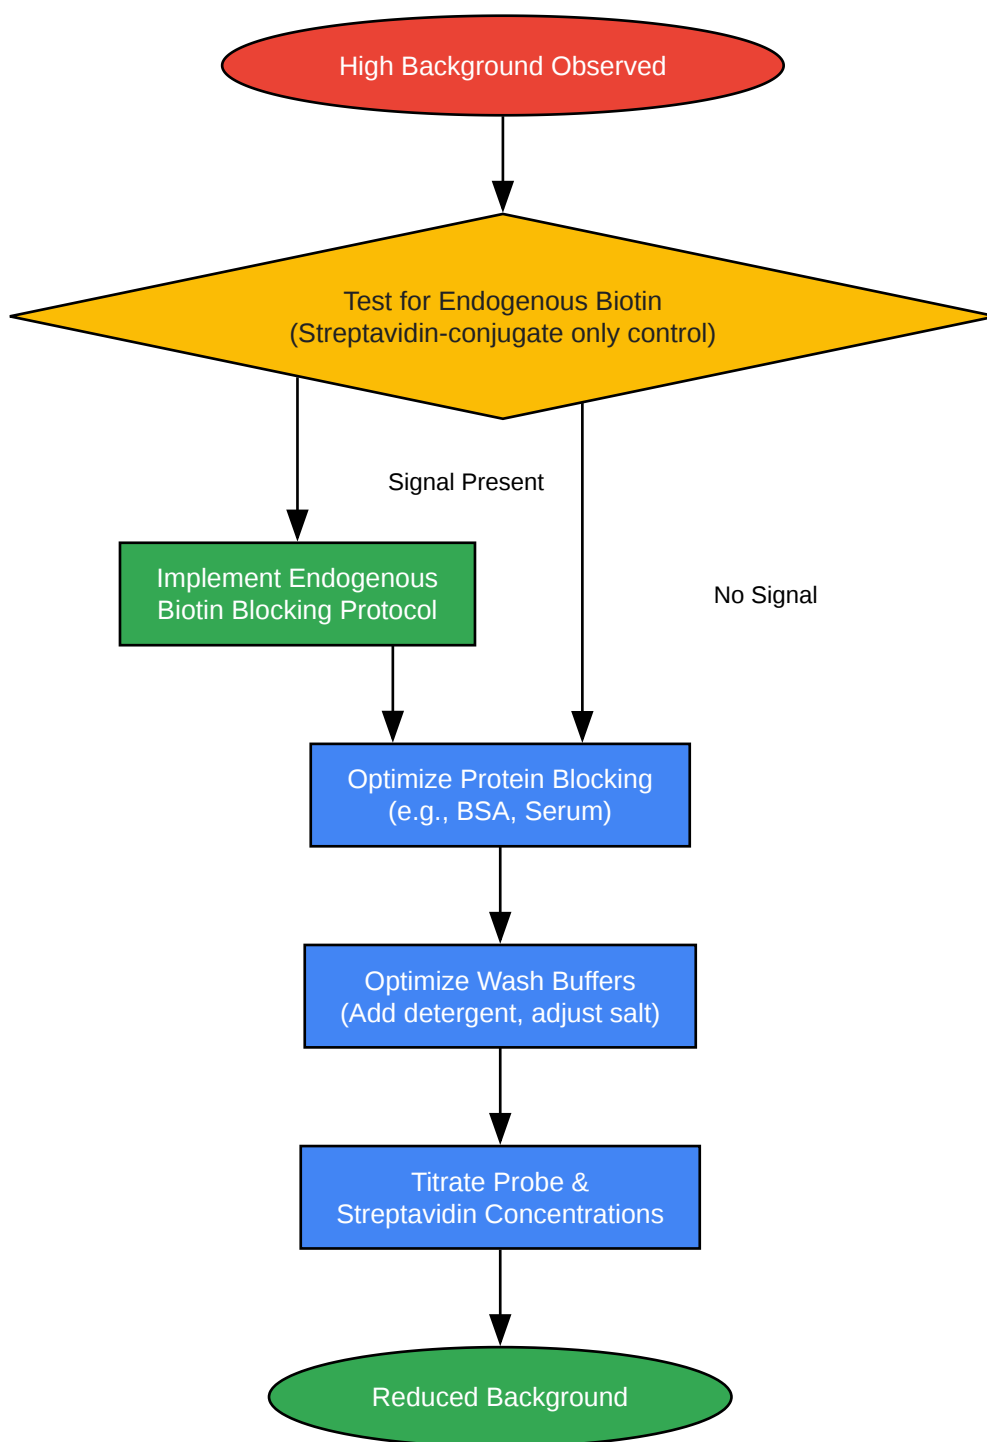 High Background Observed
Test for Endogenous Biotin
(Streptavidin-conjugate only control)
Signal Present
Implement Endogenous
Biotin Blocking Protocol
No Signal
Optimize Protein Blocking
(e.g., BSA, Serum)
Optimize Wash Buffers
(Add detergent, adjust salt)
Titrate Probe &
Streptavidin Concentrations
Reduced Background